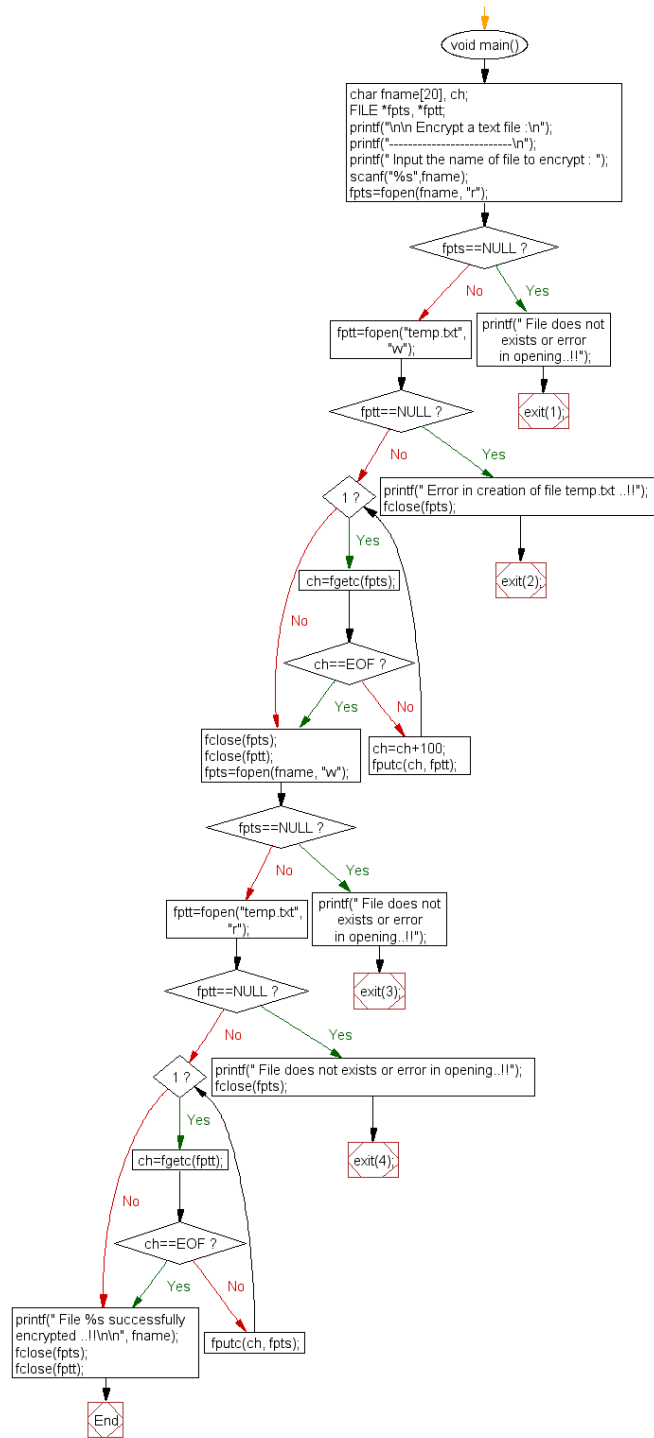 void main()
char fname[20], ch;
FILE *fpts, *fptt;
printf("\n\n Encrypt a text file :\n");
printf("--------------------------\n");
printf(" Input the name of file to encrypt : ");
scanf("%s",fname);
fpts=fopen(fname, "r");
fpts==NULL ?
No
Yes
fptt=fopen("temp.txt",
"w");
printf(" File does not
exists or error
in opening..!!");
exit(1);
fptt==NULL ?
No
Yes
printf(" Error in creation of file temp.txt ..!!");
fclose(fpts);
exit(2);
1 ?
Yes
No
ch=fgetc(fpts);
ch==EOF ?
Yes
No
ch=ch+100;
fputc(ch, fptt);
fclose(fpts);
fclose(fptt);
fpts=fopen(fname, "w");
fpts==NULL ?
No
Yes
fptt=fopen("temp.txt",
"r");
printf(" File does not
exists or error
in opening..!!");
exit(3);
fptt==NULL ?
No
Yes
printf(" File does not exists or error in opening..!!");
fclose(fpts);
exit(4);
1 ?
Yes
No
ch=fgetc(fptt);
ch==EOF ?
Yes
No
fputc(ch, fpts);
printf(" File %s successfully
encrypted ..!!\n\n", fname);
fclose(fpts);
fclose(fptt);
End